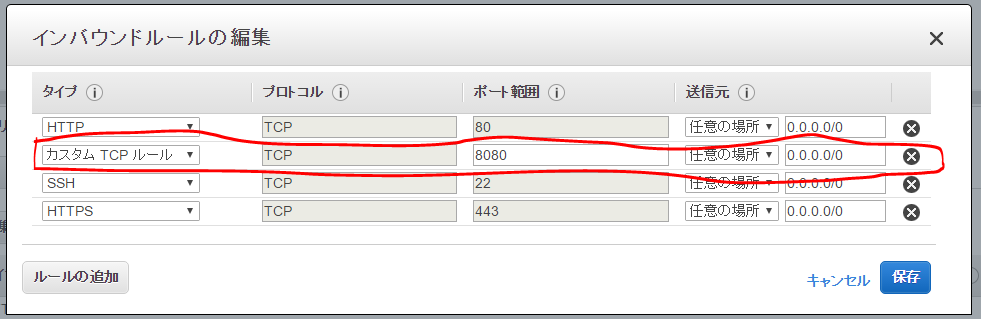 インバウンドルールの編集
タイプ プロトコル ポート範囲 送信元
HTTP TCP 80 任意の場所 0.0.0.0/0
カスタム TCP ルール TCP 8080 任意の場所 0.0.0.0/0
SSH TCP 22 任意の場所 0.0.0.0/0
HTTPS TCP 443 任意の場所 0.0.0.0/0
ルールの追加 キャンセル 保存